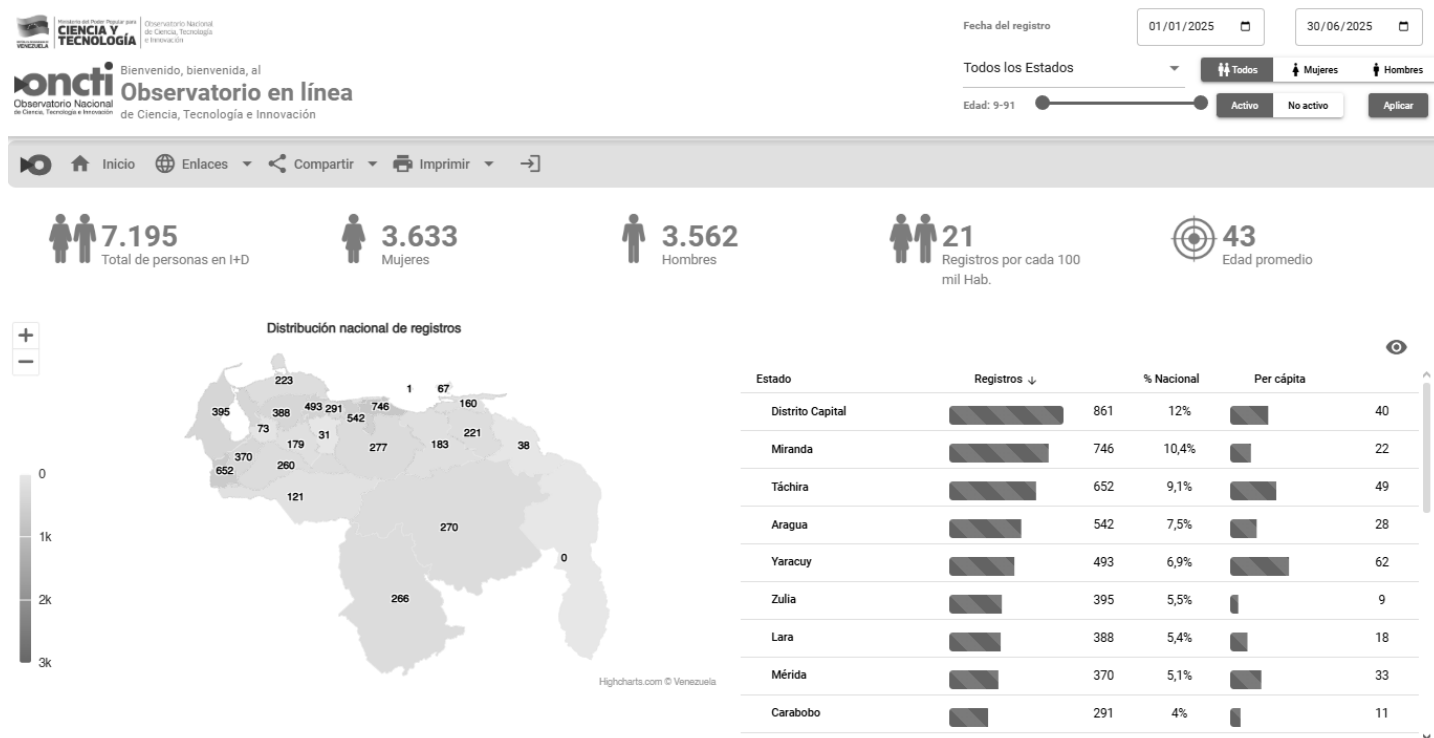 Ministerio del Poder Popular para
CIENCIA Y
TECNOLOGÍA
Observatorio Nacional
de Ciencia, Tecnología
e Innovación
VENEZUELA
oncti
Observatorio Nacional
de Ciencia, Tecnología e Innovación
Bienvenido, bienvenida, al
Observatorio en línea
de Ciencia, Tecnología e Innovación
Fecha del registro
01/01/2025
30/06/2025
Todos los Estados
Todos
Mujeres
Hombres
Edad: 9-91
Activo
No activo
Aplicar
Inicio
Enlaces
Compartir
Imprimir
7.195
Total de personas en I+D
3.633
Mujeres
3.562
Hombres
21
Registros por cada 100
mil Hab.
43
Edad promedio
+
−
Distribución nacional de registros
223
1
67
395
388
493
291
746
542
160
73
179
31
277
183
221
38
370
652
260
121
270
0
266
0
1k
2k
3k
Highcharts.com © Venezuela
Estado Registros ↓ % Nacional Per cápita
Distrito Capital 861 12% 40
Miranda 746 10,4% 22
Táchira 652 9,1% 49
Aragua 542 7,5% 28
Yaracuy 493 6,9% 62
Zulia 395 5,5% 9
Lara 388 5,4% 18
Mérida 370 5,1% 33
Carabobo 291 4% 11